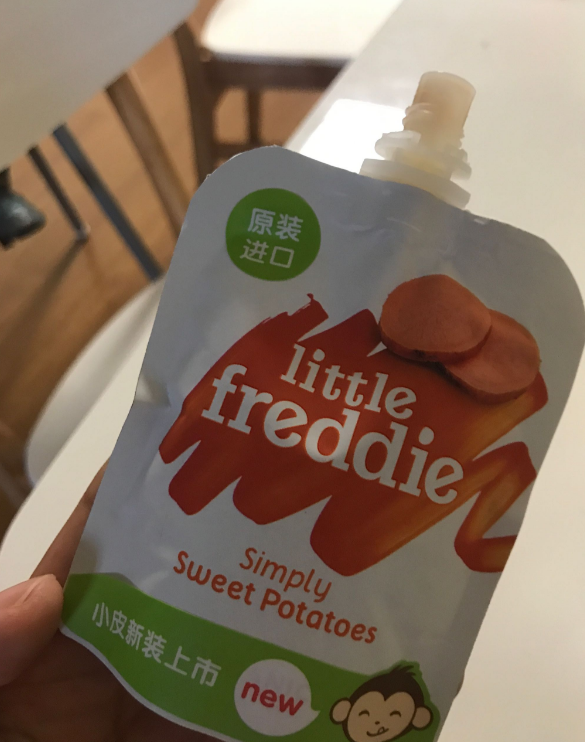 原装
进口
little
freddie
Simply
Sweet Potatoes
小皮新装上市
new